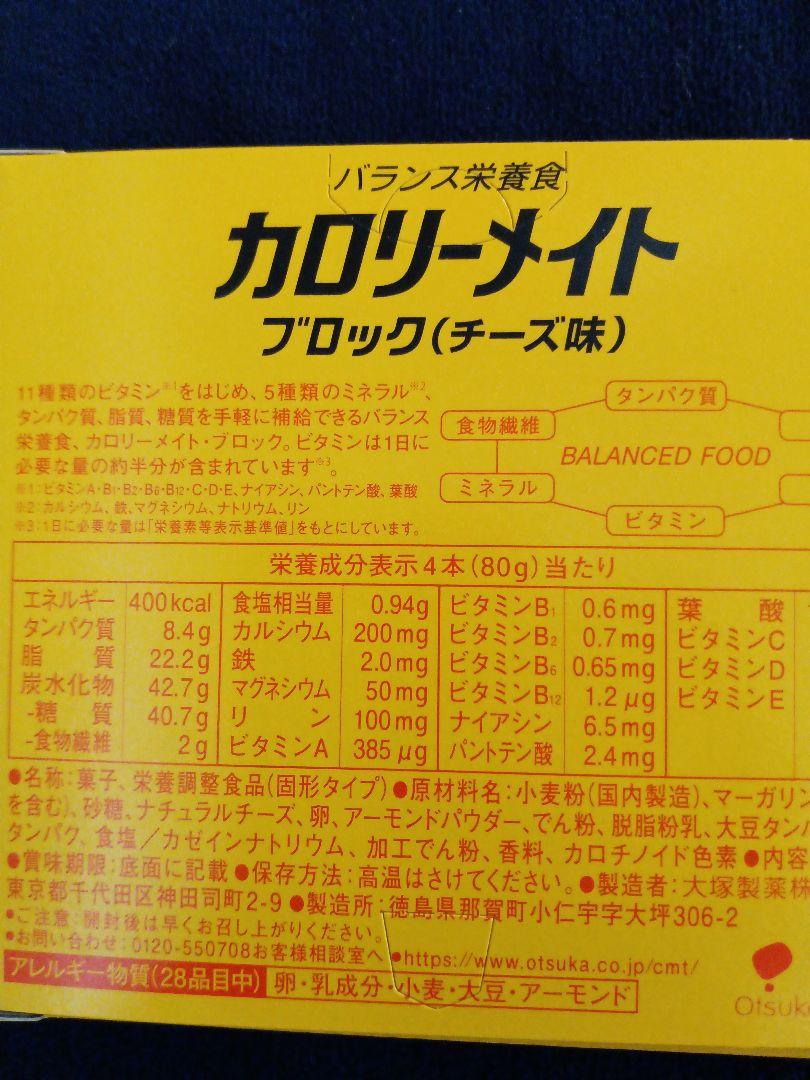 バランス栄養食
カロリーメイト
ブロック(チーズ味)
11種類のビタミン※1をはじめ、5種類のミネラル※2、
タンパク質、脂質、糖質を手軽に補給できるバランス
栄養食、カロリーメイト・ブロック。ビタミンは1日に
必要な量の約半分が含まれています※3。
※1:ビタミンA・B1・B2・B6・B12・C・D・E、ナイアシン、パントテン酸、葉酸
※2:カルシウム、鉄、マグネシウム、ナトリウム、リン
※3:1日に必要な量は「栄養素等表示基準値」をもとにしています。
タンパク質
食物繊維
BALANCED FOOD
ミネラル
ビタミン
栄養成分表示4本(80g)当たり
エネルギー 400kcal 食塩相当量 0.94g ビタミンB1 0.6mg 葉酸
タンパク質 8.4g カルシウム 200mg ビタミンB2 0.7mg ビタミンC
脂質 22.2g 鉄 2.0mg ビタミンB6 0.65mg ビタミンD
炭水化物 42.7g マグネシウム 50mg ビタミンB12 1.2μg ビタミンE
-糖質 40.7g リン 100mg ナイアシン 6.5mg
-食物繊維 2g ビタミンA 385μg パントテン酸 2.4mg
●名称:菓子、栄養調整食品(固形タイプ)●原材料名:小麦粉(国内製造)、マーガリン
を含む)、砂糖、ナチュラルチーズ、卵、アーモンドパウダー、でん粉、脱脂粉乳、大豆タンパ
タンパク、食塩/カゼインナトリウム、加工でん粉、香料、カロチノイド色素●内容
●賞味期限:底面に記載●保存方法:高温はさけてください。●製造者:大塚製薬株
東京都千代田区神田司町2-9●製造所:徳島県那賀町小仁宇字大坪306-2
●ご注意:開封後は早くお召し上がりください。
●お問い合わせ:0120-550708お客様相談室へ ●https://www.otsuka.co.jp/cmt/
アレルギー物質(28品目中) 卵・乳成分・小麦・大豆・アーモンド
Otsuka